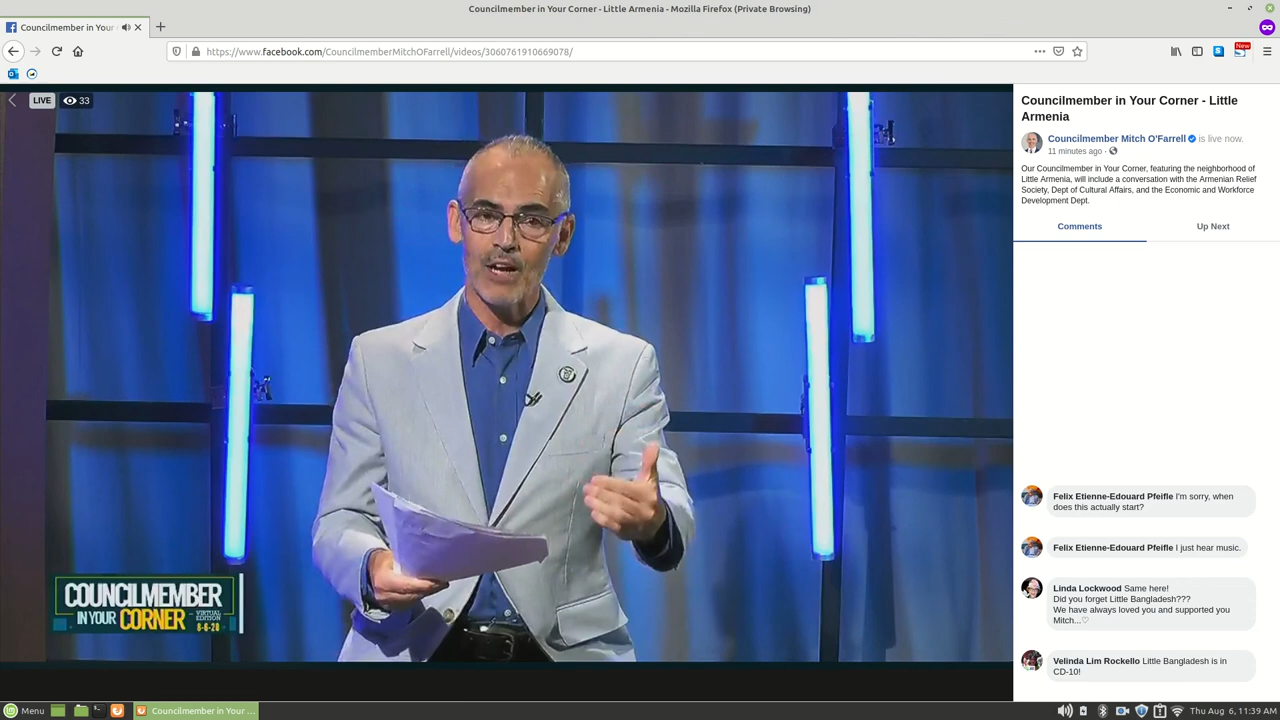 Councilmember in Your Corner - Little Armenia - Mozilla Firefox (Private Browsing)
Councilmember in Your
https://www.facebook.com/CouncilmemberMitchOFarrell/videos/3060761910669078/
New
LIVE 33
COUNCILMEMBER
IN YOUR CORNER VIRTUAL EDITION
8-6-20
Councilmember in Your Corner - Little
Armenia
Councilmember Mitch O'Farrell is live now.
11 minutes ago ·
Our Councilmember in Your Corner, featuring the neighborhood of
Little Armenia, will include a conversation with the Armenian Relief
Society, Dept of Cultural Affairs, and the Economic and Workforce
Development Dept.
Comments Up Next
Felix Etienne-Edouard Pfeifle I'm sorry, when
does this actually start?
Felix Etienne-Edouard Pfeifle I just hear music.
Linda Lockwood Same here!
Did you forget Little Bangladesh???
We have always loved you and supported you
Mitch...♡
Velinda Lim Rockello Little Bangladesh is in
CD-10!
Menu
Councilmember in Your ...
Thu Aug 6, 11:39 AM